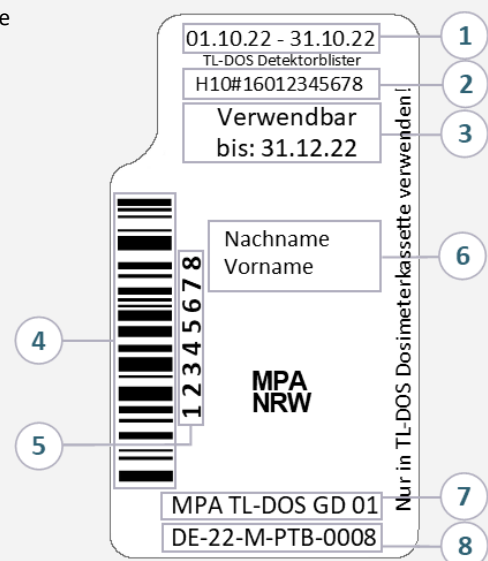 e
01.10.22 - 31.10.22
1
TL-DOS Detektorblister
H10#16012345678
2
Verwendbar
bis: 31.12.22
3
Nachname
Vorname
6
4
12345678
5
MPA
NRW
Nur in TL-DOS Dosimeterkassette verwenden!
MPA TL-DOS GD 01
7
DE-22-M-PTB-0008
8